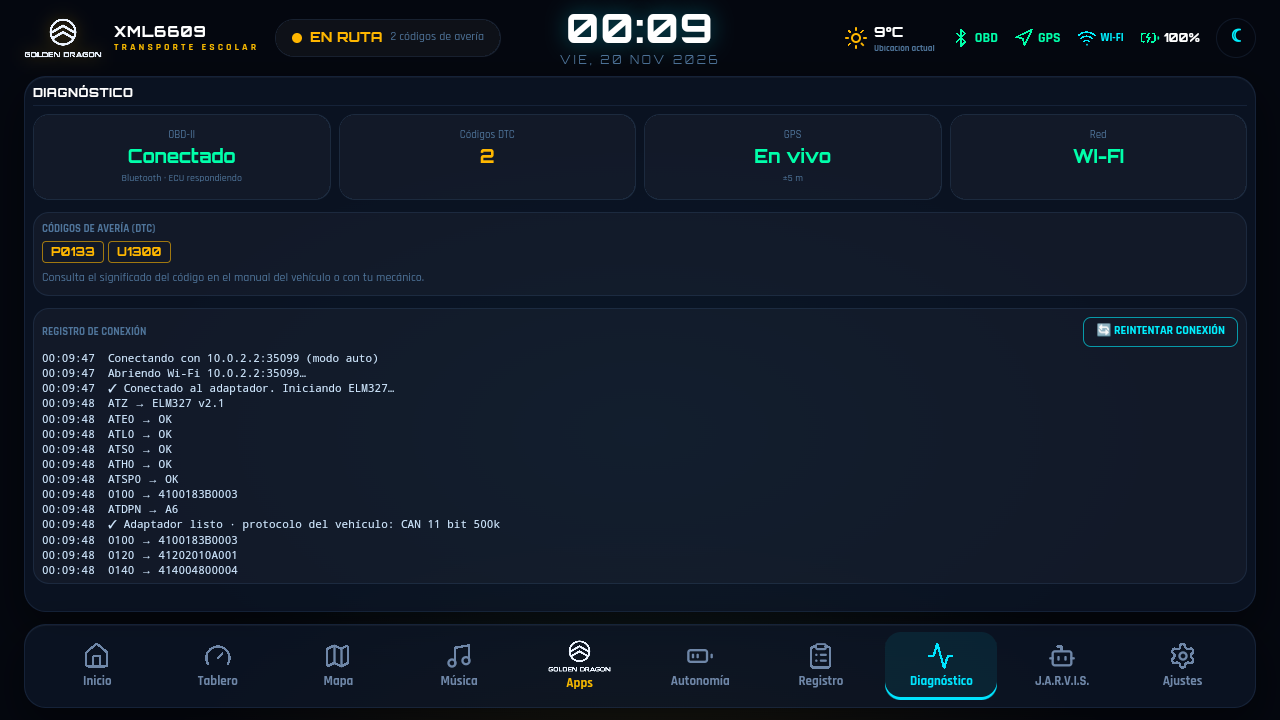 GOLDEN DRAGON
XML6609
TRANSPORTE ESCOLAR
EN RUTA 2 códigos de avería
00:09
VIE, 20 NOV 2026
9°C
Ubicación actual
OBD
GPS
WI-FI
100%
DIAGNÓSTICO
OBD-II
Conectado
Bluetooth · ECU respondiendo
Códigos DTC
2
GPS
En vivo
±5 m
Red
WI-FI
CÓDIGOS DE AVERÍA (DTC)
P0133 U1300
Consulta el significado del código en el manual del vehículo o con tu mecánico.
REGISTRO DE CONEXIÓN
REINTENTAR CONEXIÓN
00:09:47 Conectando con 10.0.2.2:35099 (modo auto)
00:09:47 Abriendo Wi-Fi 10.0.2.2:35099…
00:09:47 ✓ Conectado al adaptador. Iniciando ELM327…
00:09:48 ATZ → ELM327 v2.1
00:09:48 ATE0 → OK
00:09:48 ATL0 → OK
00:09:48 ATS0 → OK
00:09:48 ATH0 → OK
00:09:48 ATSP0 → OK
00:09:48 0100 → 4100183B0003
00:09:48 ATDPN → A6
00:09:48 ✓ Adaptador listo · protocolo del vehículo: CAN 11 bit 500k
00:09:48 0100 → 4100183B0003
00:09:48 0120 → 41202010A001
00:09:48 0140 → 414004800004
Inicio
Tablero
Mapa
Música
GOLDEN DRAGON
Apps
Autonomía
Registro
Diagnóstico
J.A.R.V.I.S.
Ajustes